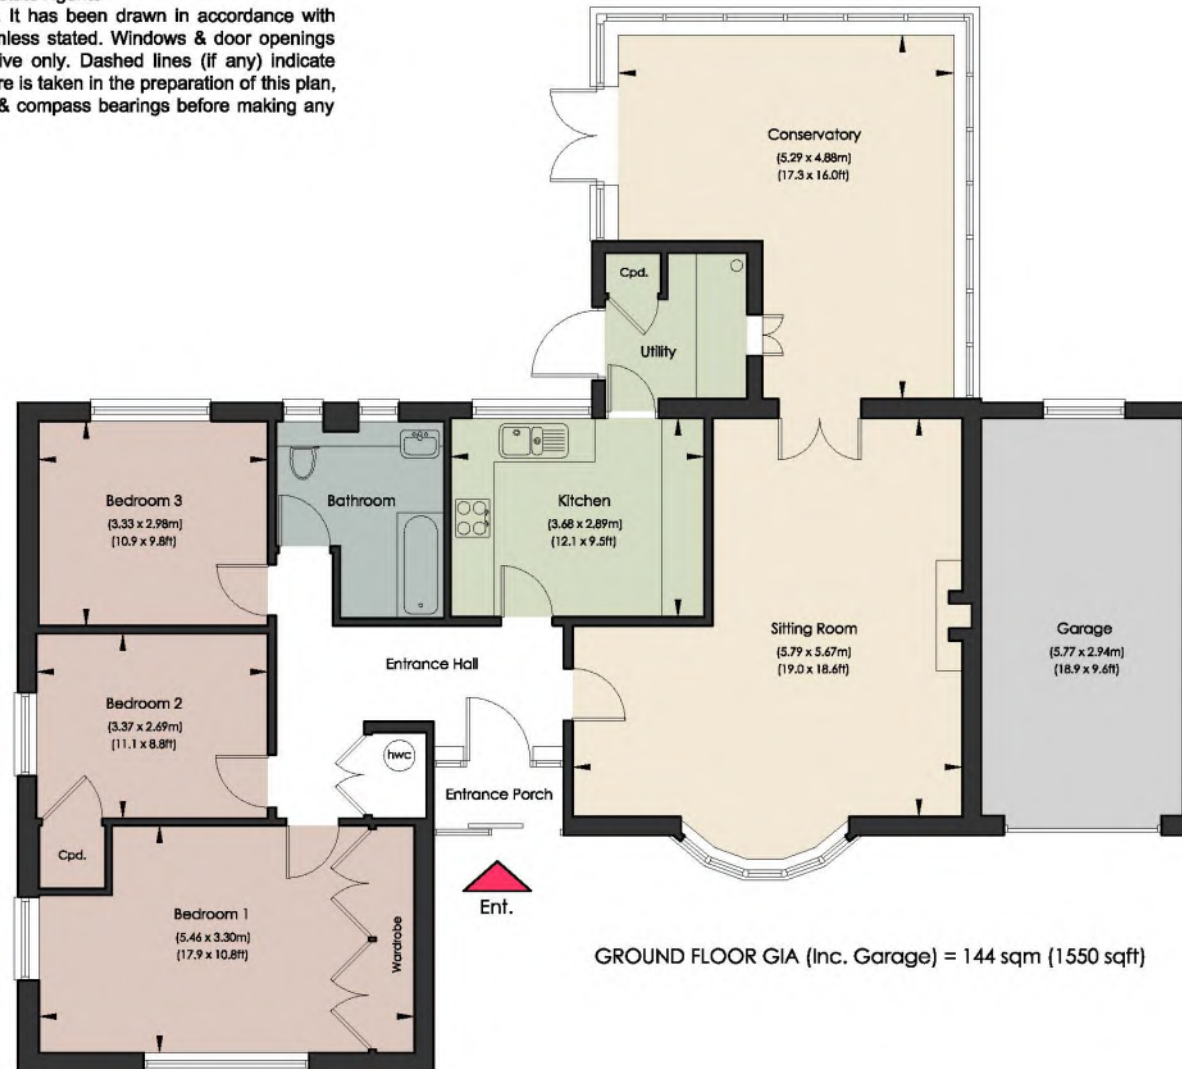 . It has been drawn in accordance with
stated. Windows & door openings
only. Dashed lines (if any) indicate
is taken in the preparation of this plan,
& compass bearings before making any
Conservatory
(5.29 x 4.88m)
(17.3 x 16.0ft)
Cpd.
Utility
Bedroom 3
(3.33 x 2.98m)
(10.9 x 9.8ft)
Bathroom
Kitchen
(3.68 x 2.89m)
(12.1 x 9.5ft)
Sitting Room
(5.79 x 5.67m)
(19.0 x 18.6ft)
Garage
(5.77 x 2.94m)
(18.9 x 9.6ft)
Entrance Hall
Bedroom 2
(3.37 x 2.69m)
(11.1 x 8.8ft)
hwc
Entrance Porch
Cpd.
Bedroom 1
(5.46 x 3.30m)
(17.9 x 10.8ft)
Wardrobe
Ent.
GROUND FLOOR GIA (Inc. Garage) = 144 sqm (1550 sqft)